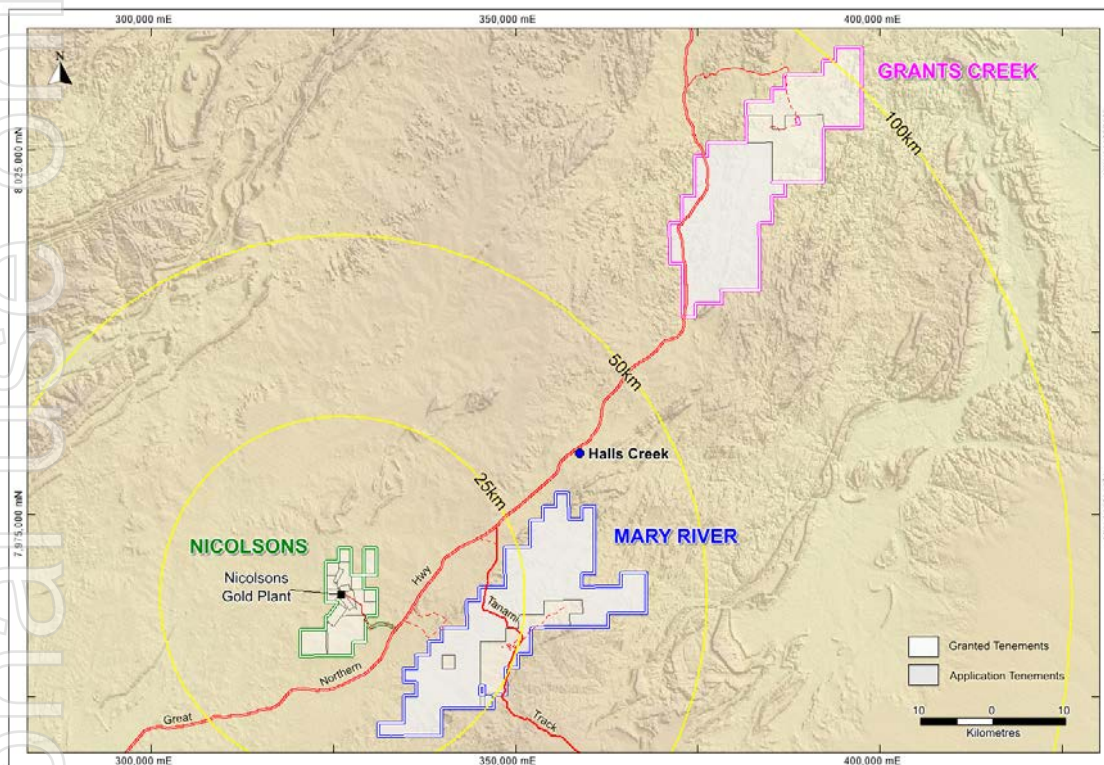 300,000 mE
350,000 mE
400,000 mE
N
GRANTS CREEK
100km
8,025,000 mN
50km
Halls Creek
25km
7,975,000 mN
MARY RIVER
NICOLSONS
Nicolsons
Gold Plant
Hwy
Tanami
Northern
Great
Track
Granted Tenements
Application Tenements
10 0 10
Kilometres
300,000 mE
350,000 mE
400,000 mE